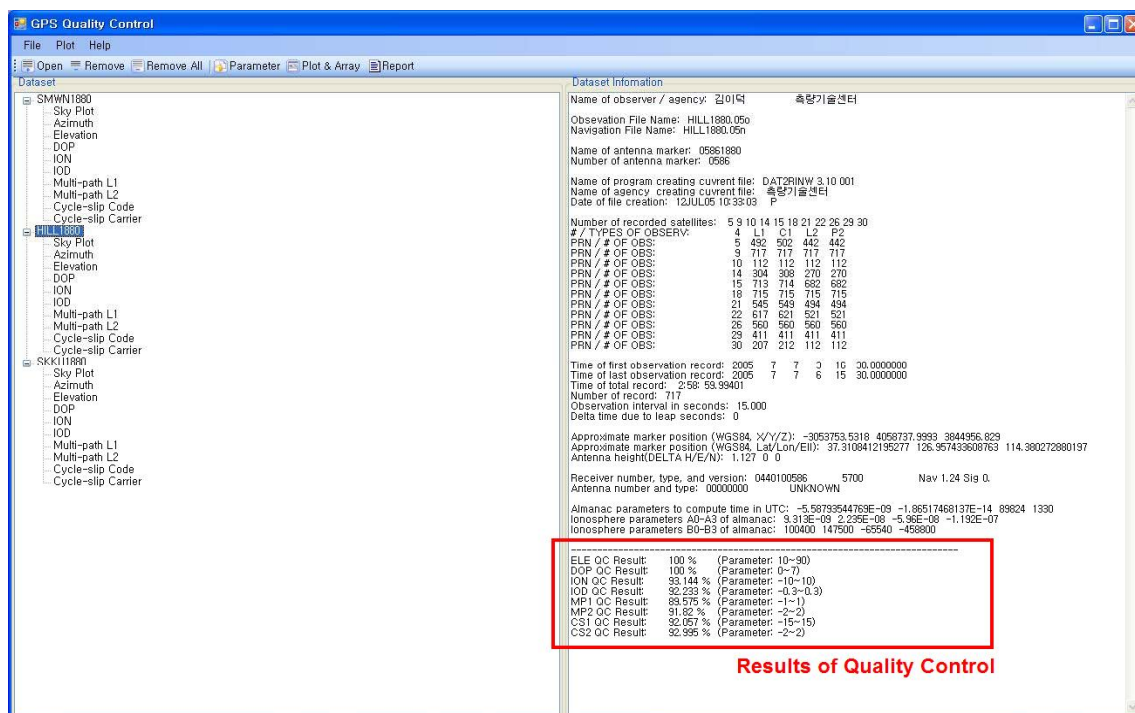 GPS Quality Control
File Plot Help
Open Remove Remove All Parameter Plot & Array Report
Dataset
SMWN1880
Sky Plot
Azimuth
Elevation
DOP
ION
IOD
Multi-path L1
Multi-path L2
Cycle-slip Code
Cycle-slip Carrier
HILL1880
Sky Plot
Azimuth
Elevation
DOP
ION
IOD
Multi-path L1
Multi-path L2
Cycle-slip Code
Cycle-slip Carrier
SKKU1880
Sky Plot
Azimuth
Elevation
DOP
ION
IOD
Multi-path L1
Multi-path L2
Cycle-slip Code
Cycle-slip Carrier
Dataset Infomation
Name of observer / agency: 김이덕 측량기술센터
Obsevation File Name: HILL1880.05o
Navigation File Name: HILL1880.05n
Name of antenna marker: 05861880
Number of antenna marker: 0586
Name of program creating cuvrent file: DAT2RINW 3.10 001
Name of agency creating cuvrent file: 측량기술센터
Date of file creation: 12JUL05 10:33:03 P
Number of recorded satellites: 5 9 10 14 15 18 21 22 26 29 30
# / TYPES OF OBSERV: 4 L1 C1 L2 P2
PRN / # OF OBS: 5 492 502 442 442
PRN / # OF OBS: 9 717 717 717 717
PRN / # OF OBS: 10 112 112 112 112
PRN / # OF OBS: 14 304 308 270 270
PRN / # OF OBS: 15 713 714 682 682
PRN / # OF OBS: 18 715 715 715 715
PRN / # OF OBS: 21 545 549 494 494
PRN / # OF OBS: 22 617 621 521 521
PRN / # OF OBS: 26 560 560 560 560
PRN / # OF OBS: 29 411 411 411 411
PRN / # OF OBS: 30 207 212 112 112
Time of first observation record: 2005 7 7 3 16 30.0000000
Time of last observation record: 2005 7 7 6 15 30.0000000
Time of total record: 2:58: 59.99401
Number of record: 717
Observation interval in seconds: 15.000
Delta time due to leap seconds: 0
Approximate marker position (WGS84, X/Y/Z): -3053753.5318 4058737.9993 3844956.829
Approximate marker position (WGS84, Lat/Lon/Ell): 37.3108412195277 126.957433608763 114.380272880197
Antenna height(DELTA H/E/N): 1.127 0 0
Receiver number, type, and version: 0440100586 5700 Nav 1.24 Sig 0.
Antenna number and type: 00000000 UNKNOWN
Almanac parameters to compute time in UTC: -5.58793544769E-09 -1.86517468137E-14 89824 1330
Ionosphere parameters A0-A3 of almanac: 9.313E-09 2.235E-08 -5.96E-08 -1.192E-07
Ionosphere parameters B0-B3 of almanac: 100400 147500 -65540 -458800
ELE QC Result: 100 % (Parameter: 10~90)
DOP QC Result: 100 % (Parameter: 0~7)
ION QC Result: 93.144 % (Parameter: -10~10)
IOD QC Result: 92.233 % (Parameter: -0.3~0.3)
MP1 QC Result: 89.575 % (Parameter: -1~1)
MP2 QC Result: 91.82 % (Parameter: -2~2)
CS1 QC Result: 92.057 % (Parameter: -15~15)
CS2 QC Result: 92.995 % (Parameter: -2~2)
Results of Quality Control